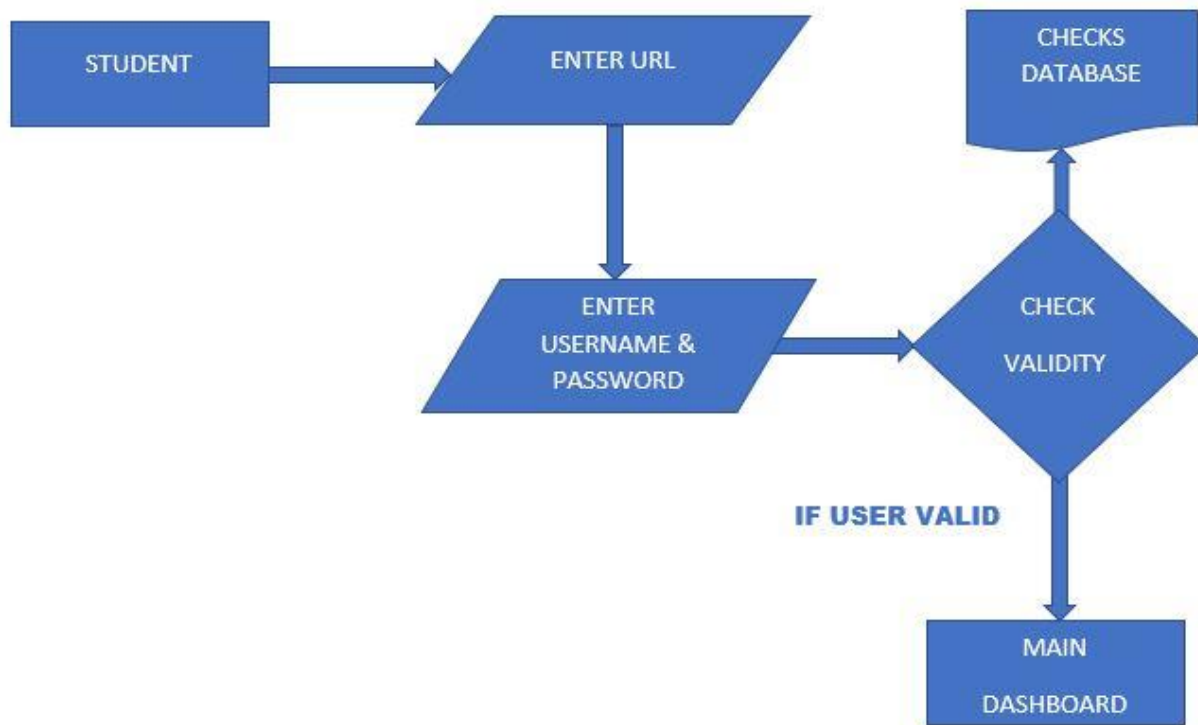 STUDENT
ENTER URL
CHECKS
DATABASE
ENTER
USERNAME &
PASSWORD
CHECK
VALIDITY
IF USER VALID
MAIN
DASHBOARD